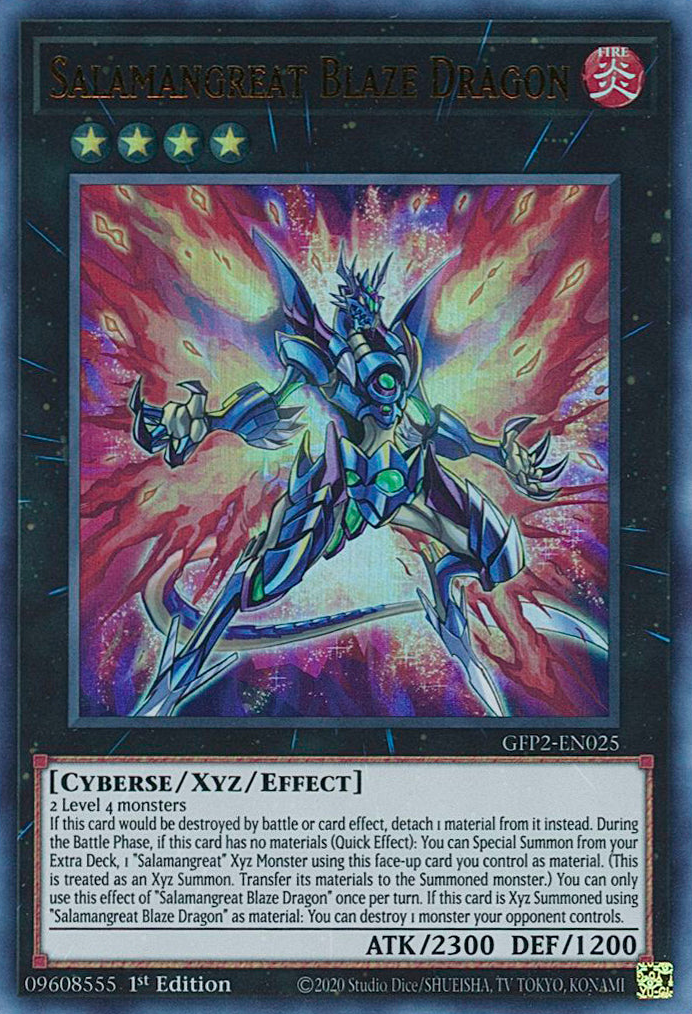 Salamangreat Blaze Dragon
FIRE
炎
GFP2-EN025
[Cyberse/Xyz/Effect]
2 Level 4 monsters
If this card would be destroyed by battle or card effect, detach 1 material from it instead. During
the Battle Phase, if this card has no materials (Quick Effect): You can Special Summon from your
Extra Deck, 1 "Salamangreat" Xyz Monster using this face-up card you control as material. (This
is treated as an Xyz Summon. Transfer its materials to the Summoned monster.) You can only
use this effect of "Salamangreat Blaze Dragon" once per turn. If this card is Xyz Summoned using
"Salamangreat Blaze Dragon" as material: You can destroy 1 monster your opponent controls.
ATK/2300 DEF/1200
09608555 1st Edition ©2020 Studio Dice/SHUEISHA, TV TOKYO, KONAMI